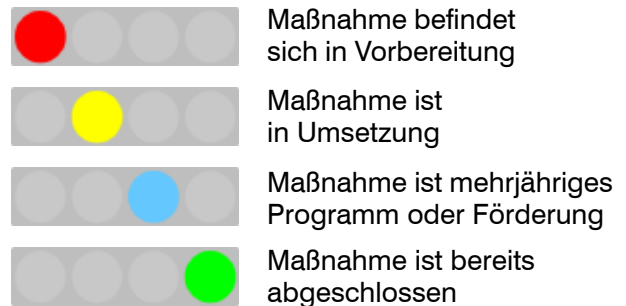 Maßnahme befindet
sich in Vorbereitung
Maßnahme ist
in Umsetzung
Maßnahme ist mehrjähriges
Programm oder Förderung
Maßnahme ist bereits
abgeschlossen